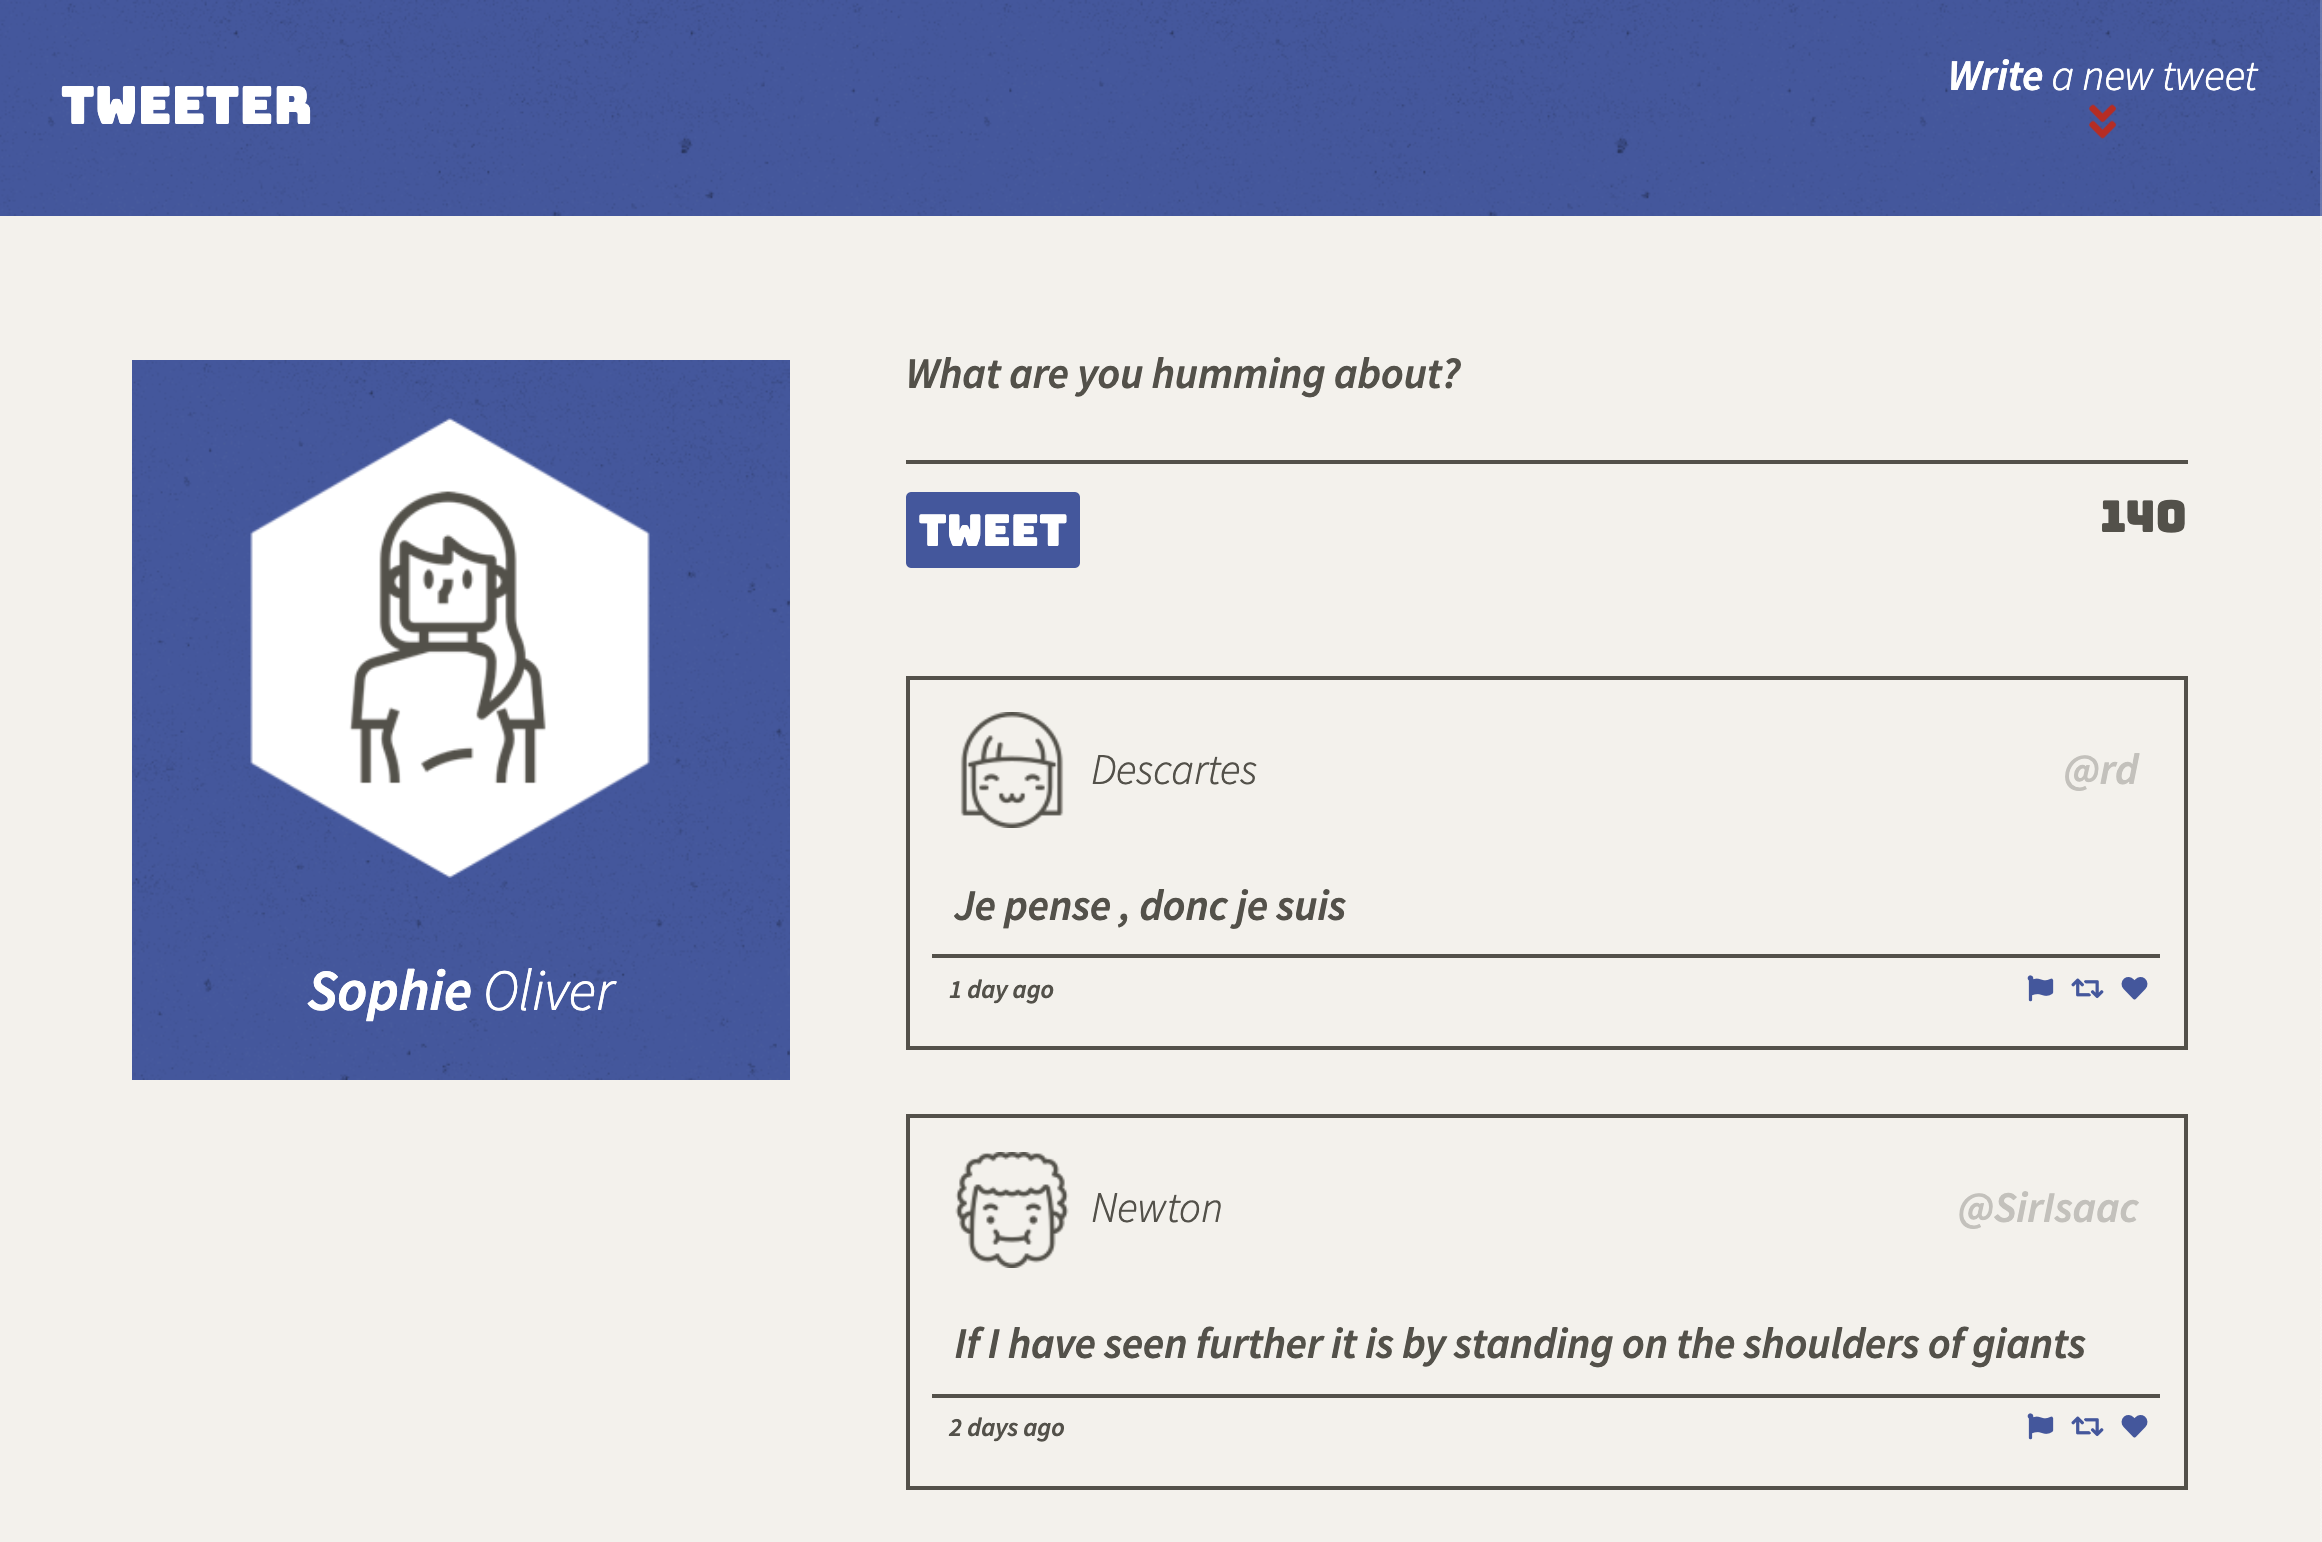 TWEETER
Write a new tweet
Sophie Oliver
What are you humming about?
TWEET
140
Descartes
@rd
Je pense , donc je suis
1 day ago
Newton
@SirIsaac
If I have seen further it is by standing on the shoulders of giants
2 days ago